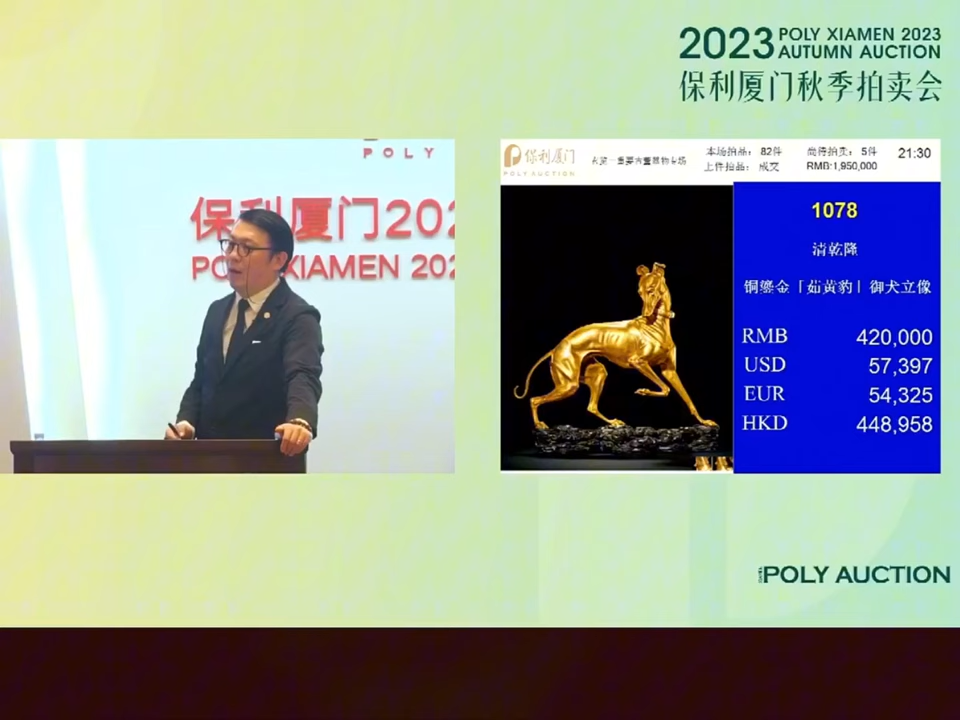 2023 POLY XIAMEN 2023
AUTUMN AUCTION
保利厦门秋季拍卖会
POLY
保利厦门202
PO XIAMEN 202
保利厦门
POLY AUCTION
本场拍品： 82件
上件拍品： 成交
尚待拍卖： 5件
RMB:1,950,000
21:30
1078
清乾隆
铜鎏金「茹黄豹」御犬立像
RMB 420,000
USD 57,397
EUR 54,325
HKD 448,958
POLY AUCTION